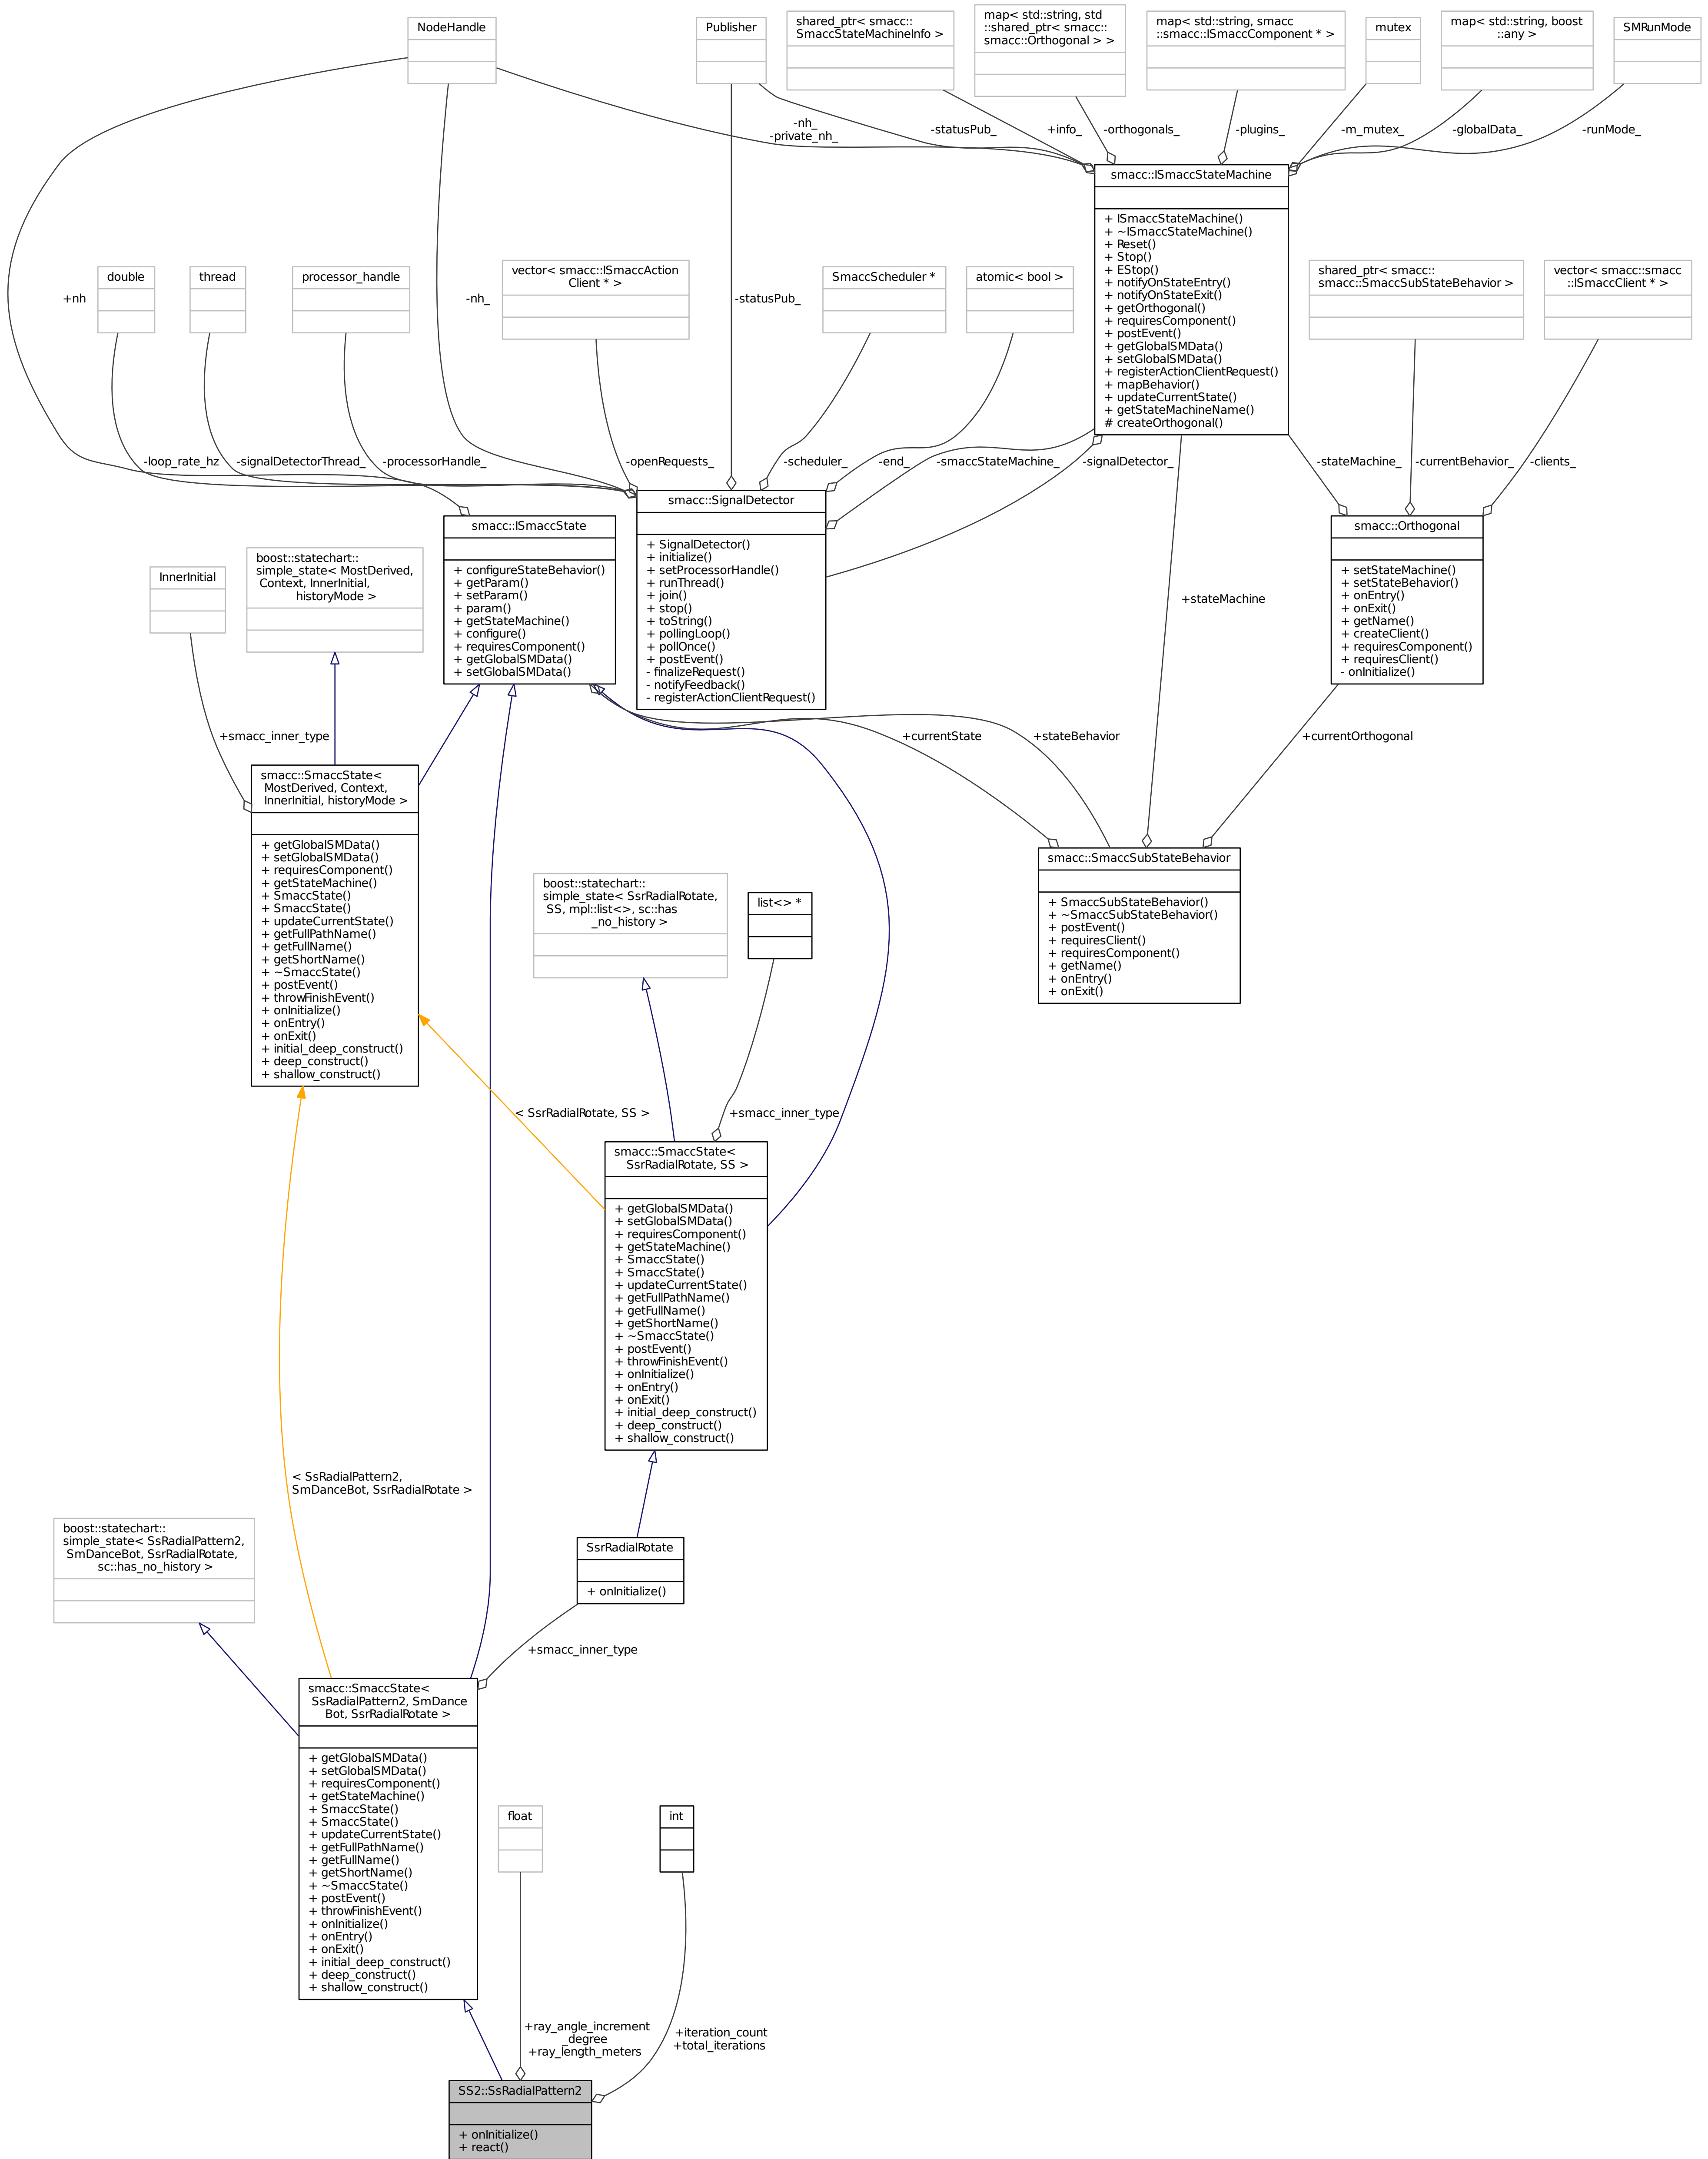 NodeHandle
Publisher
shared_ptr< smacc::
SmaccStateMachineInfo >
map< std::string, std
::shared_ptr< smacc::
smacc::Orthogonal > >
map< std::string, smacc
::smacc::ISmaccComponent * >
mutex
map< std::string, boost
::any >
SMRunMode
-nh_
-private_nh_
-statusPub_
+info_
-orthogonals_
-plugins_
-m_mutex_
-globalData_
-runMode_
smacc::ISmaccStateMachine
+ ISmaccStateMachine()
+ ~ISmaccStateMachine()
+ Reset()
+ Stop()
+ EStop()
+ notifyOnStateEntry()
+ notifyOnStateExit()
+ getOrthogonal()
+ requiresComponent()
+ postEvent()
+ getGlobalSMData()
+ setGlobalSMData()
+ registerActionClientRequest()
+ mapBehavior()
+ updateCurrentState()
+ getStateMachineName()
# createOrthogonal()
+nh
double
thread
processor_handle
-nh_
vector< smacc::ISmaccAction
Client * >
-statusPub_
SmaccScheduler *
atomic< bool >
shared_ptr< smacc::
smacc::SmaccSubStateBehavior >
vector< smacc::smacc
::ISmaccClient * >
-loop_rate_hz
-signalDetectorThread_
-processorHandle_
-openRequests_
-scheduler_
-end_
-smaccStateMachine_
-signalDetector_
-stateMachine_
-currentBehavior_
-clients_
smacc::SignalDetector
+ SignalDetector()
+ initialize()
+ setProcessorHandle()
+ runThread()
+ join()
+ stop()
+ toString()
+ pollingLoop()
+ pollOnce()
+ postEvent()
- finalizeRequest()
- notifyFeedback()
- registerActionClientRequest()
smacc::ISmaccState
+ configureStateBehavior()
+ getParam()
+ setParam()
+ param()
+ getStateMachine()
+ configure()
+ requiresComponent()
+ getGlobalSMData()
+ setGlobalSMData()
smacc::Orthogonal
+ setStateMachine()
+ setStateBehavior()
+ onEntry()
+ onExit()
+ getName()
+ createClient()
+ requiresComponent()
+ requiresClient()
- onInitialize()
InnerInitial
boost::statechart::
simple_state< MostDerived,
Context, InnerInitial,
historyMode >
+stateMachine
+smacc_inner_type
+currentState
+stateBehavior
+currentOrthogonal
smacc::SmaccState<
MostDerived, Context,
InnerInitial, historyMode >
+ getGlobalSMData()
+ setGlobalSMData()
+ requiresComponent()
+ getStateMachine()
+ SmaccState()
+ SmaccState()
+ updateCurrentState()
+ getFullPathName()
+ getFullName()
+ getShortName()
+ ~SmaccState()
+ postEvent()
+ throwFinishEvent()
+ onInitialize()
+ onEntry()
+ onExit()
+ initial_deep_construct()
+ deep_construct()
+ shallow_construct()
smacc::SmaccSubStateBehavior
+ SmaccSubStateBehavior()
+ ~SmaccSubStateBehavior()
+ postEvent()
+ requiresClient()
+ requiresComponent()
+ getName()
+ onEntry()
+ onExit()
boost::statechart::
simple_state< SsrRadialRotate,
SS, mpl::list<>, sc::has
_no_history >
list<> *
< SsrRadialRotate, SS >
+smacc_inner_type
smacc::SmaccState<
SsrRadialRotate, SS >
+ getGlobalSMData()
+ setGlobalSMData()
+ requiresComponent()
+ getStateMachine()
+ SmaccState()
+ SmaccState()
+ updateCurrentState()
+ getFullPathName()
+ getFullName()
+ getShortName()
+ ~SmaccState()
+ postEvent()
+ throwFinishEvent()
+ onInitialize()
+ onEntry()
+ onExit()
+ initial_deep_construct()
+ deep_construct()
+ shallow_construct()
< SsRadialPattern2,
SmDanceBot, SsrRadialRotate >
boost::statechart::
simple_state< SsRadialPattern2,
SmDanceBot, SsrRadialRotate,
sc::has_no_history >
SsrRadialRotate
+ onInitialize()
+smacc_inner_type
smacc::SmaccState<
SsRadialPattern2, SmDance
Bot, SsrRadialRotate >
+ getGlobalSMData()
+ setGlobalSMData()
+ requiresComponent()
+ getStateMachine()
+ SmaccState()
+ SmaccState()
+ updateCurrentState()
+ getFullPathName()
+ getFullName()
+ getShortName()
+ ~SmaccState()
+ postEvent()
+ throwFinishEvent()
+ onInitialize()
+ onEntry()
+ onExit()
+ initial_deep_construct()
+ deep_construct()
+ shallow_construct()
float
int
+ray_angle_increment
_degree
+ray_length_meters
+iteration_count
+total_iterations
SS2::SsRadialPattern2
+ onInitialize()
+ react()